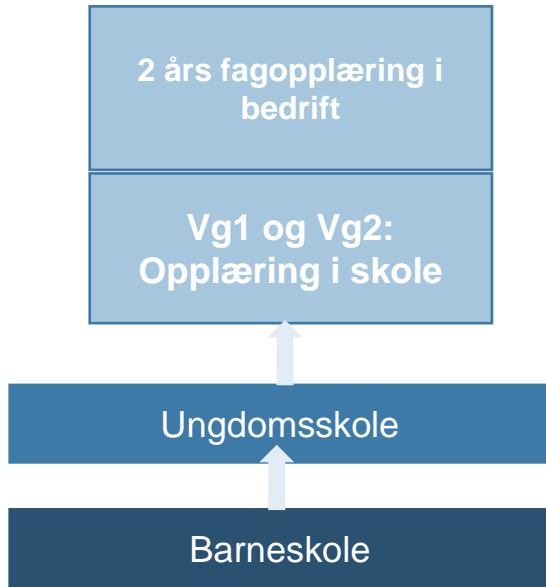 2 års fagopplæring i
bedrift
Vg1 og Vg2:
Opplæring i skole
Ungdomsskole
Barneskole